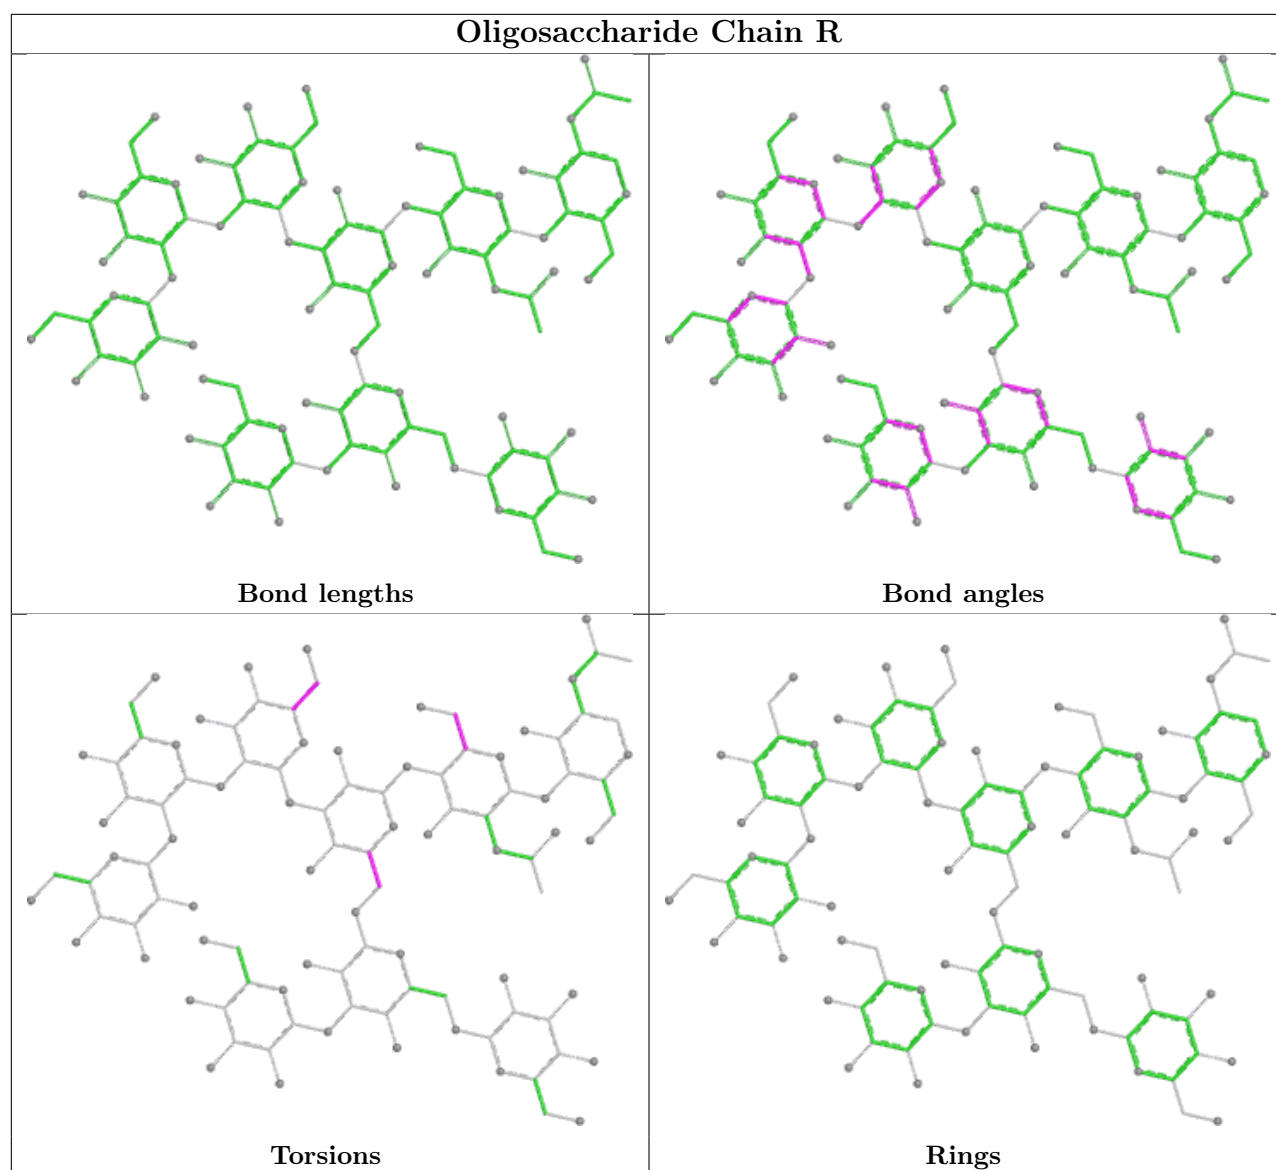 Oligosaccharide Chain R
Bond lengths
Bond angles
Torsions
Rings